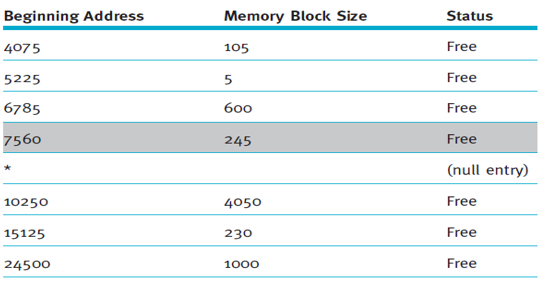 Beginning Address Memory Block Size Status
4075 105 Free
5225 5 Free
6785 600 Free
7560 245 Free
* (null entry)
10250 4050 Free
15125 230 Free
24500 1000 Free